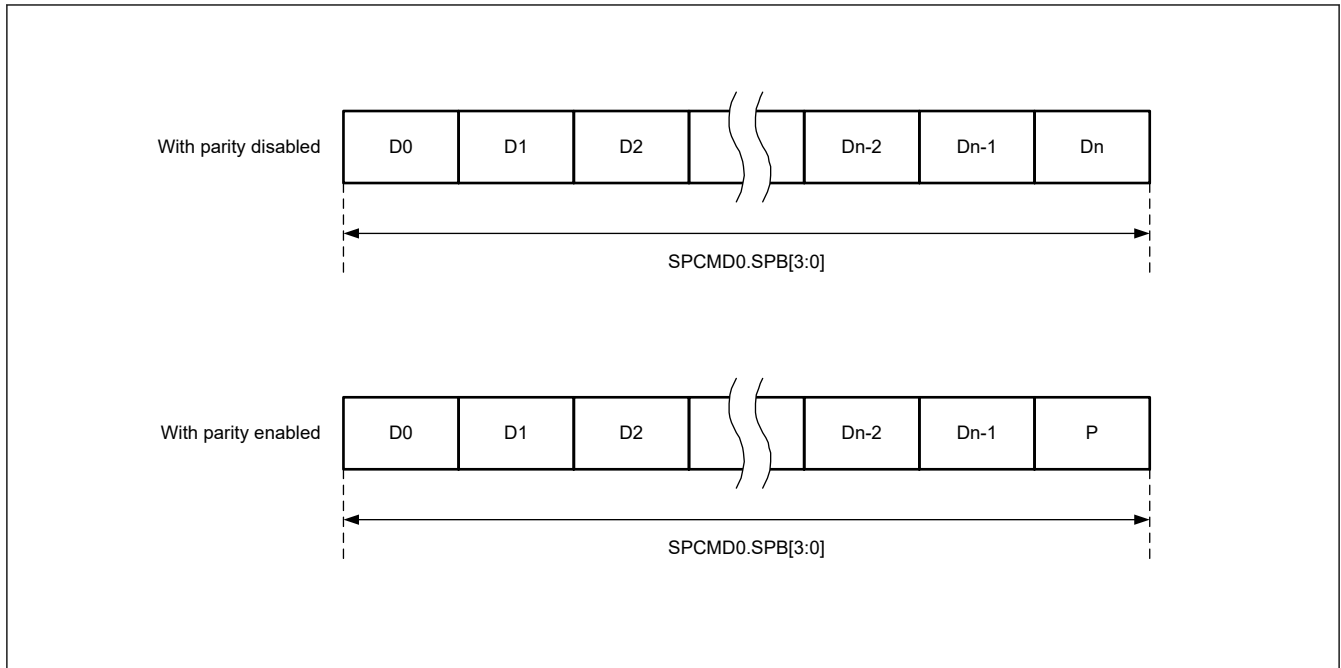 With parity disabled D0 D1 D2 Dn-2 Dn-1 Dn
SPCMD0.SPB[3:0]
With parity enabled D0 D1 D2 Dn-2 Dn-1 P
SPCMD0.SPB[3:0]